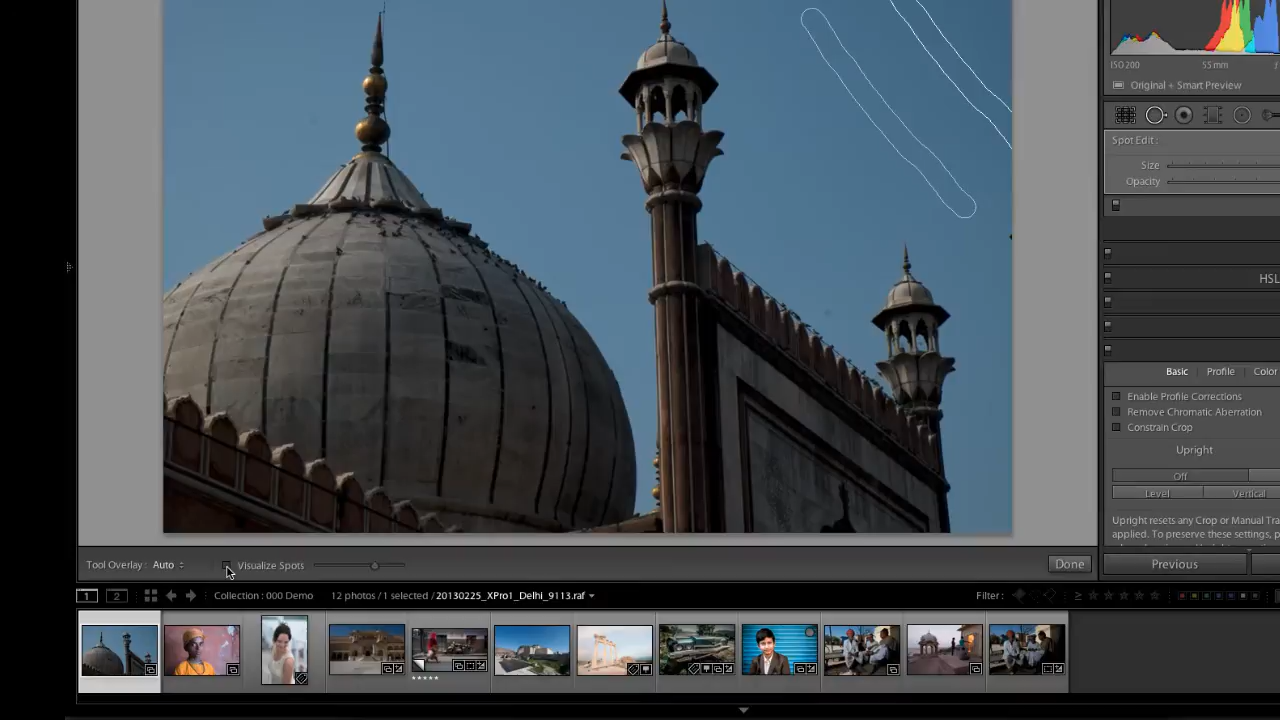 ISO 200 55 mm f
Original + Smart Preview
Spot Edit :
Size
Opacity
HSL
Basic Profile Color
Enable Profile Corrections
Remove Chromatic Aberration
Constrain Crop
Upright
Off
Level Vertical
Upright resets any Crop or Manual Tra
applied. To preserve these settings, p
Tool Overlay : Auto Visualize Spots Done Previous
1 2 Collection : 000 Demo 12 photos / 1 selected / 20130225_XPro1_Delhi_9113.raf Filter :